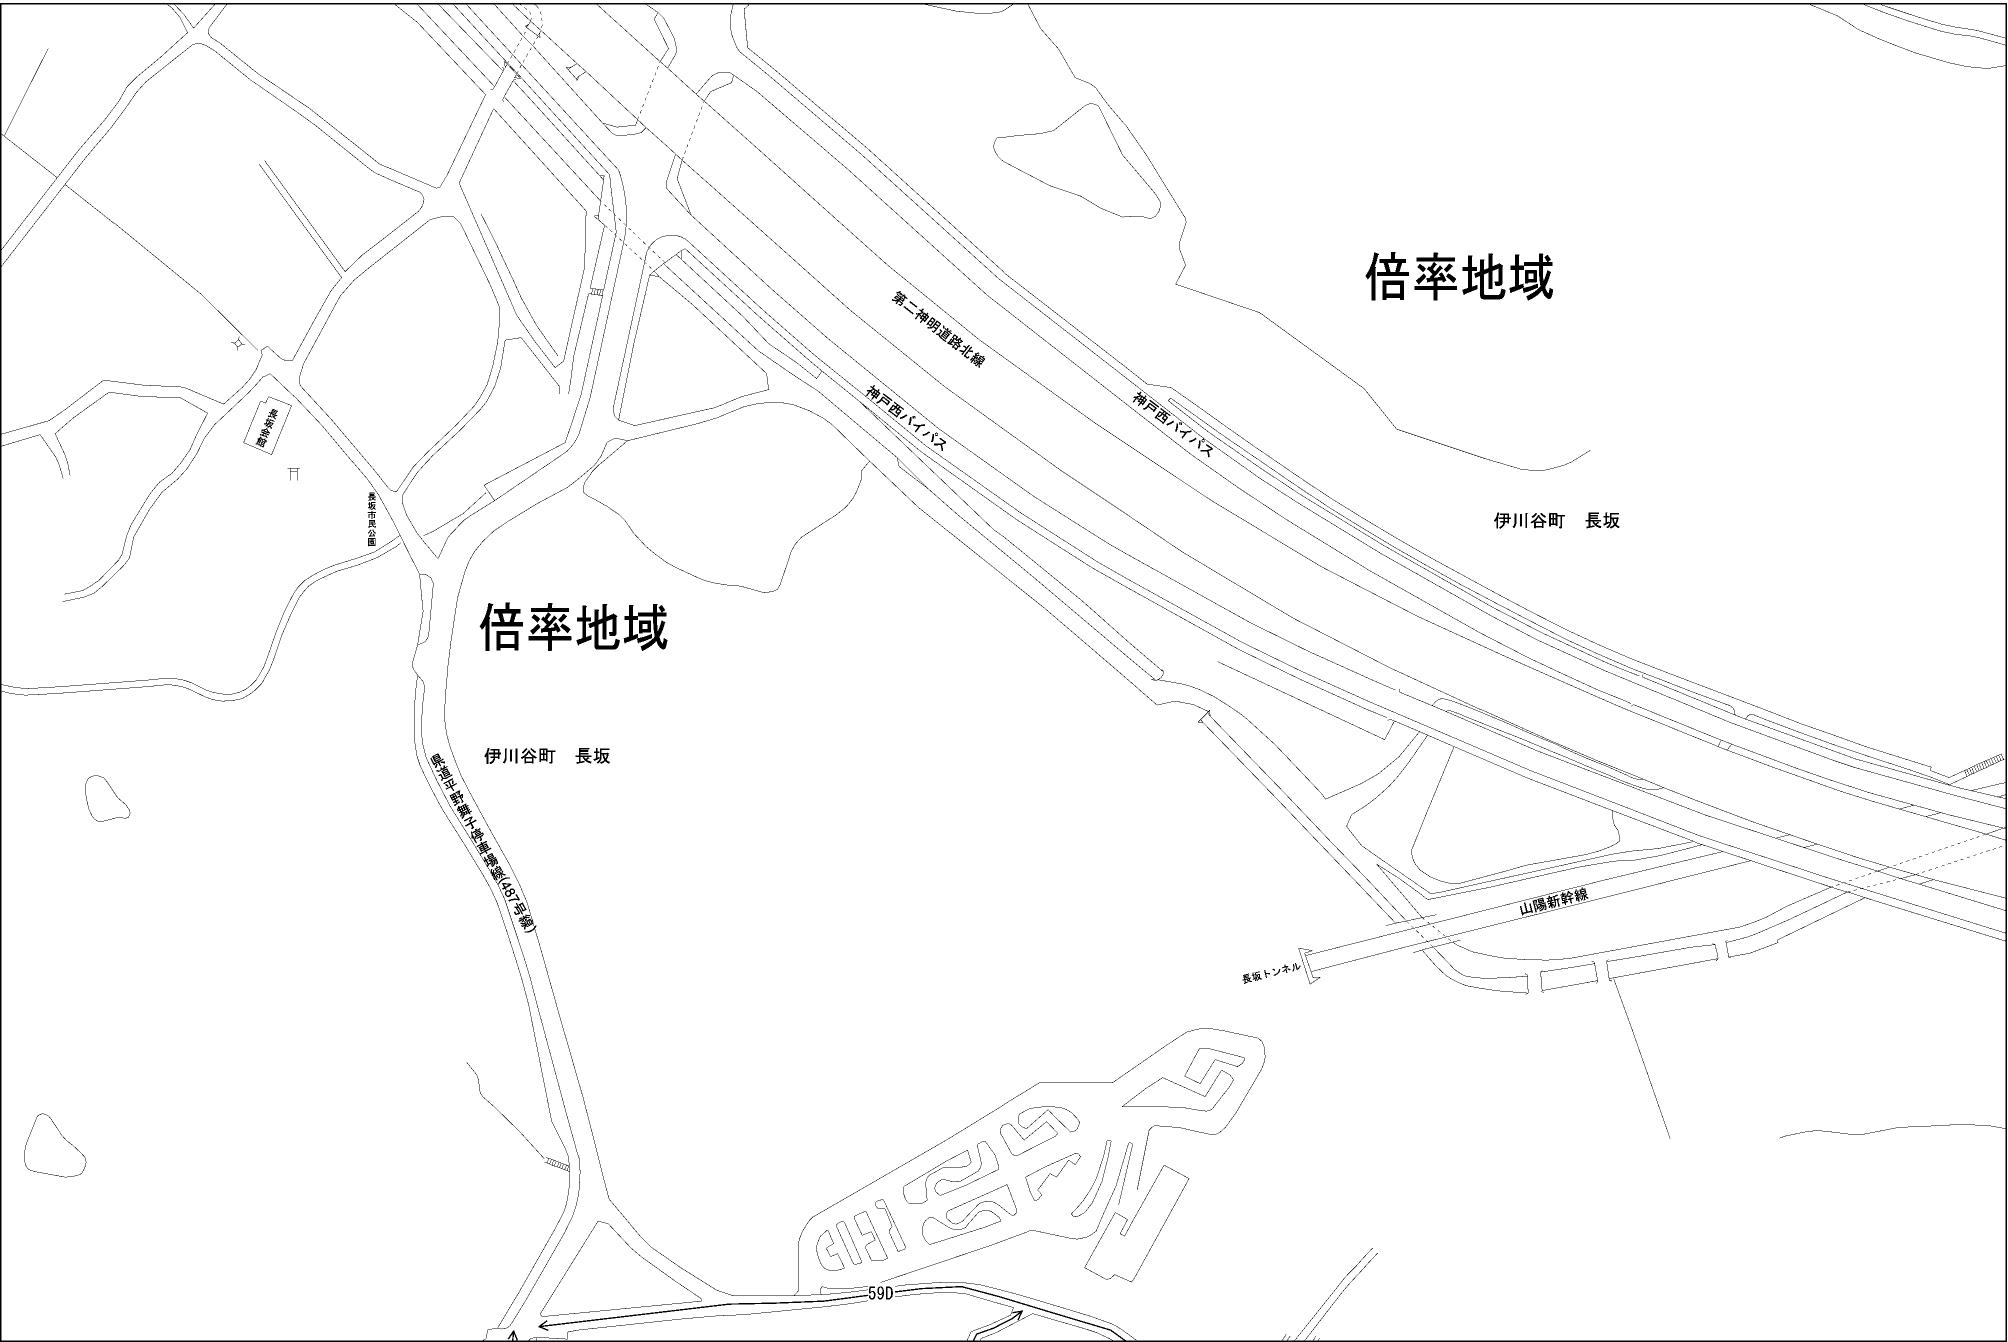 倍率地域
第二神明道路北線
神戸西バイパス
神戸西バイパス
長坂会館
長坂市民公園
伊川谷町　長坂
倍率地域
伊川谷町　長坂
県道平野舞子停車場線(487号線)
山陽新幹線
長坂トンネル
59D